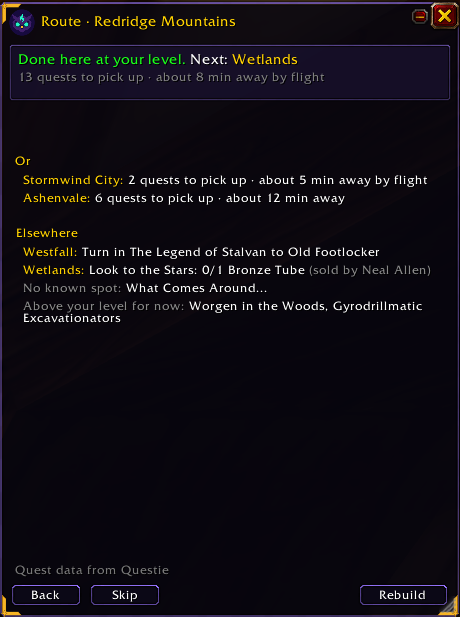 Route · Redridge Mountains
Done here at your level. Next: Wetlands
13 quests to pick up · about 8 min away by flight
Or
Stormwind City: 2 quests to pick up · about 5 min away by flight
Ashenvale: 6 quests to pick up · about 12 min away
Elsewhere
Westfall: Turn in The Legend of Stalvan to Old Footlocker
Wetlands: Look to the Stars: 0/1 Bronze Tube (sold by Neal Allen)
No known spot: What Comes Around...
Above your level for now: Worgen in the Woods, Gyrodrillmatic
Excavationators
Quest data from Questie
Back Skip Rebuild